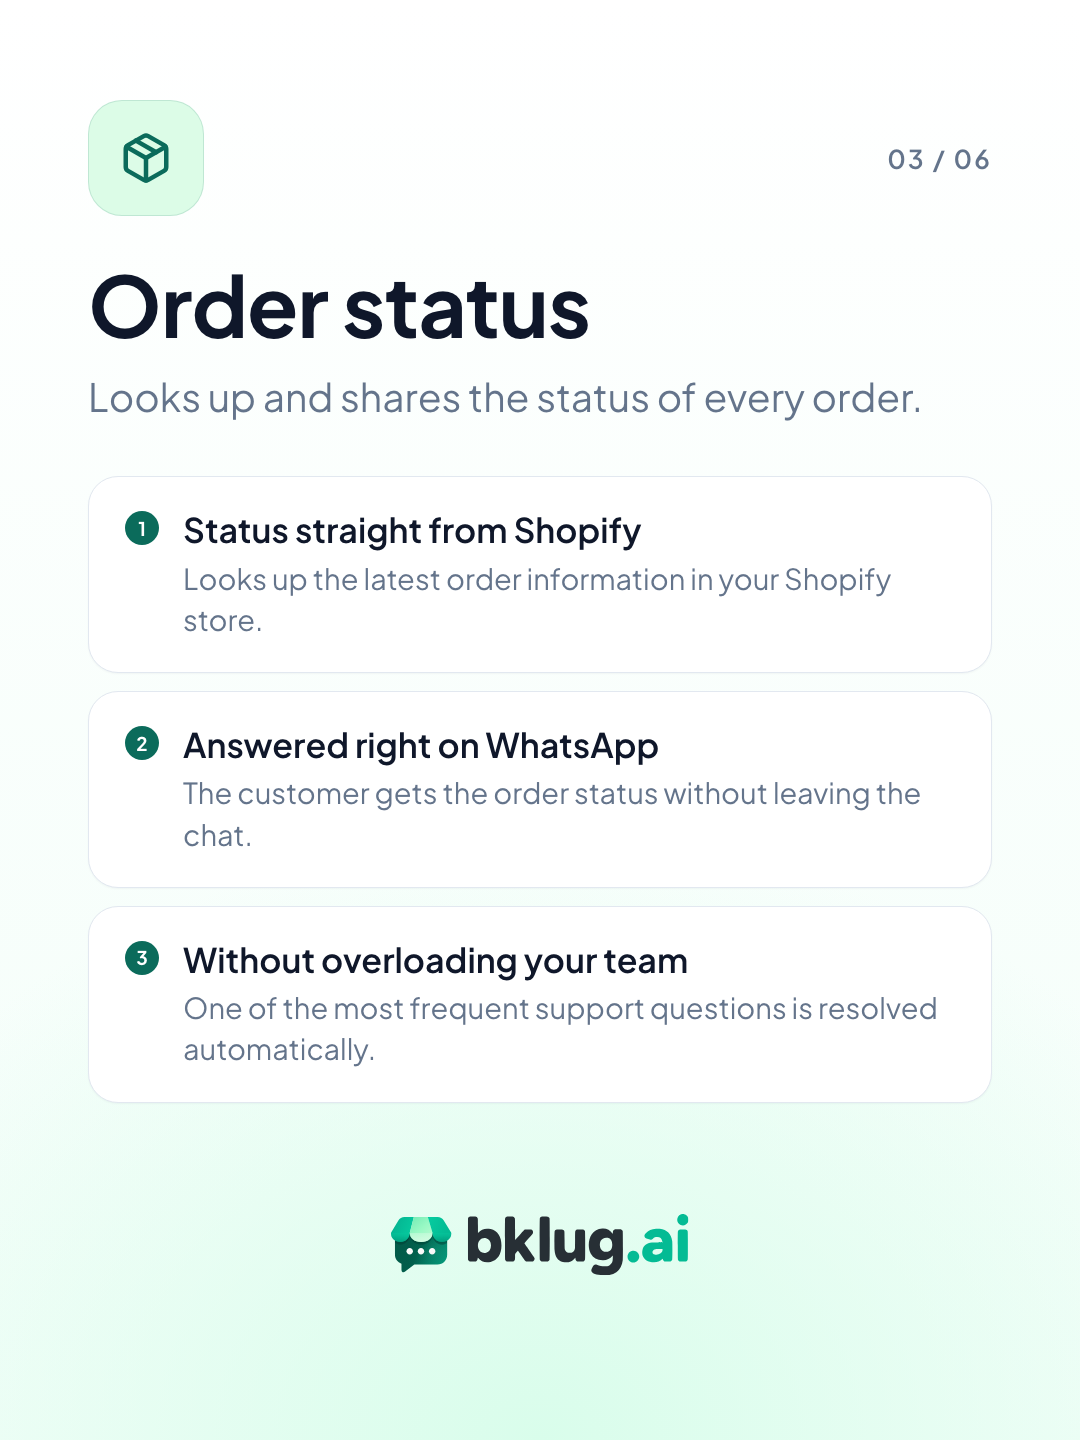 03 / 06
Order status
Looks up and shares the status of every order.
1
Status straight from Shopify
Looks up the latest order information in your Shopify
store.
2
Answered right on WhatsApp
The customer gets the order status without leaving the
chat.
3
Without overloading your team
One of the most frequent support questions is resolved
automatically.
bklug.ai